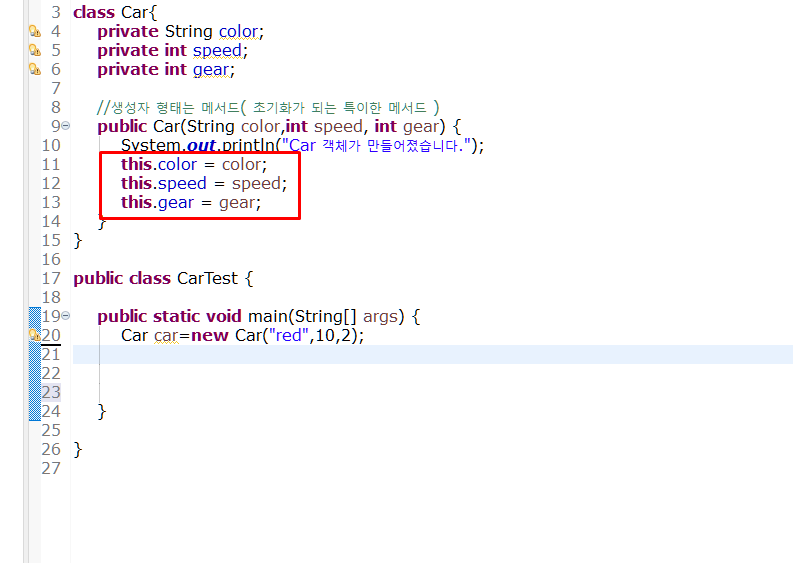 3 class Car{
4 private String color;
5 private int speed;
6 private int gear;
7
8 //생성자 형태는 메서드( 초기화가 되는 특이한 메서드 )
9 public Car(String color,int speed, int gear) {
10 System.out.println("Car 객체가 만들어졌습니다.");
11 this.color = color;
12 this.speed = speed;
13 this.gear = gear;
14 }
15 }
16
17 public class CarTest {
18
19 public static void main(String[] args) {
20 Car car=new Car("red",10,2);
21
22
23
24 }
25
26 }
27